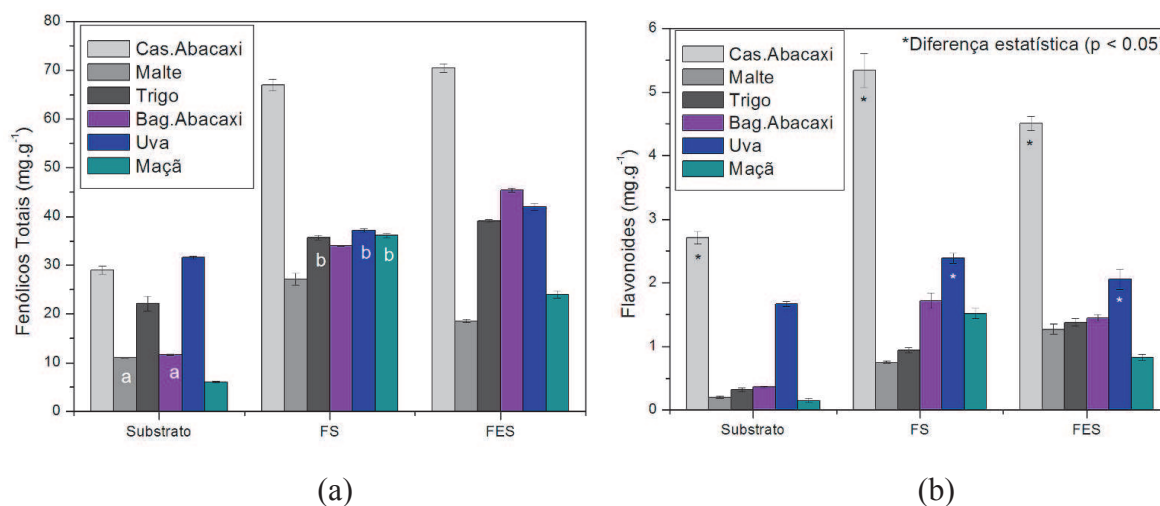 80
70
60
50
40
30
20
10
0
Fenólicos Totais (mg.g-1)
Cas.Abacaxi
Malte
Trigo
Bag.Abacaxi
Uva
Maçã
a
a
b
b
b
Substrato
FS
FES
(a)
6
5
4
3
2
1
0
Flavonoides (mg.g-1)
Cas.Abacaxi
Malte
Trigo
Bag.Abacaxi
Uva
Maçã
*Diferença estatística (p < 0.05)
*
*
*
*
*
Substrato
FS
FES
(b)